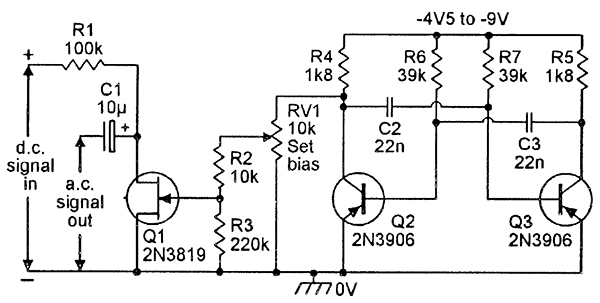 -4V5 to -9V
+
R1
100k
C1
10µ
+
d.c.
signal
in
a.c.
signal
out
–
Q1
2N3819
R2
10k
R3
220k
RV1
10k
Set
bias
R4
1k8
R6
39k
R7
39k
R5
1k8
C2
22n
C3
22n
Q2
2N3906
Q3
2N3906
0V